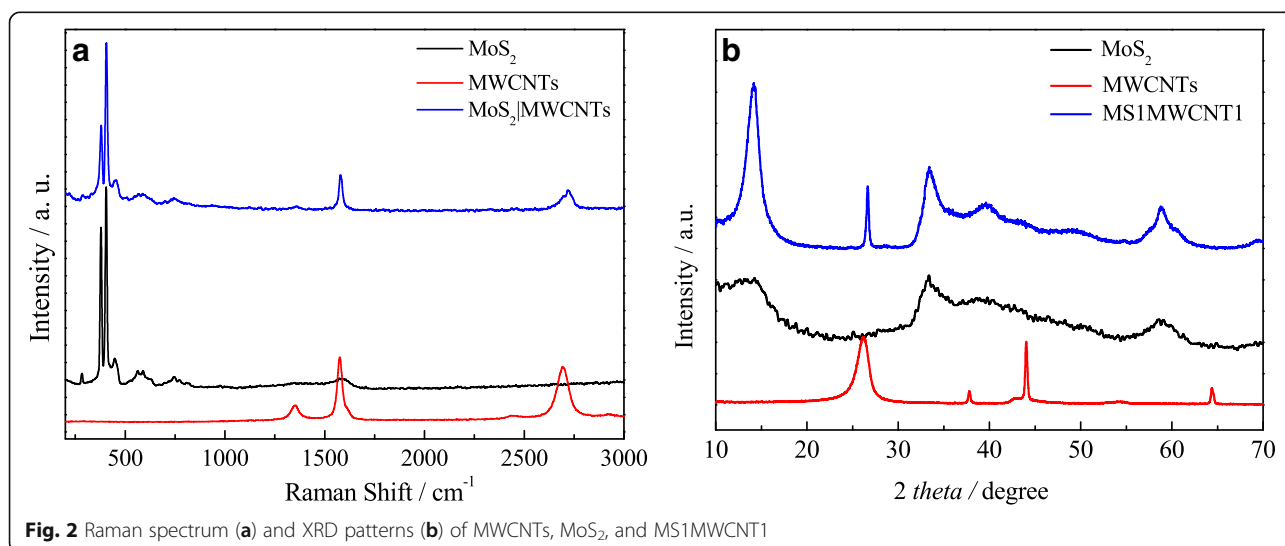 a
MoS₂
MWCNTs
MoS₂|MWCNTs
Intensity / a. u.
500 1000 1500 2000 2500 3000
Raman Shift / cm⁻¹
b
MoS₂
MWCNTs
MS1MWCNT1
Intensity / a.u.
10 20 30 40 50 60 70
2 theta / degree
Fig. 2 Raman spectrum (a) and XRD patterns (b) of MWCNTs, MoS₂, and MS1MWCNT1